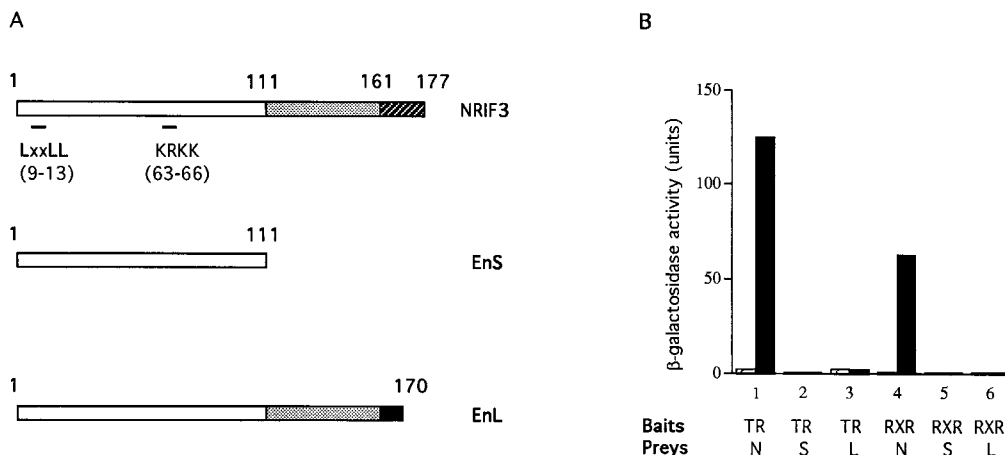 A
1 111 161 177
NRIF3
LxxLL KRKK
(9-13) (63-66)
1 111
EnS
1 170
EnL
B
β-galactosidase activity (units)
150
100
50
0
1 2 3 4 5 6
Baits TR TR TR RXR RXR RXR
Preys N S L N S L